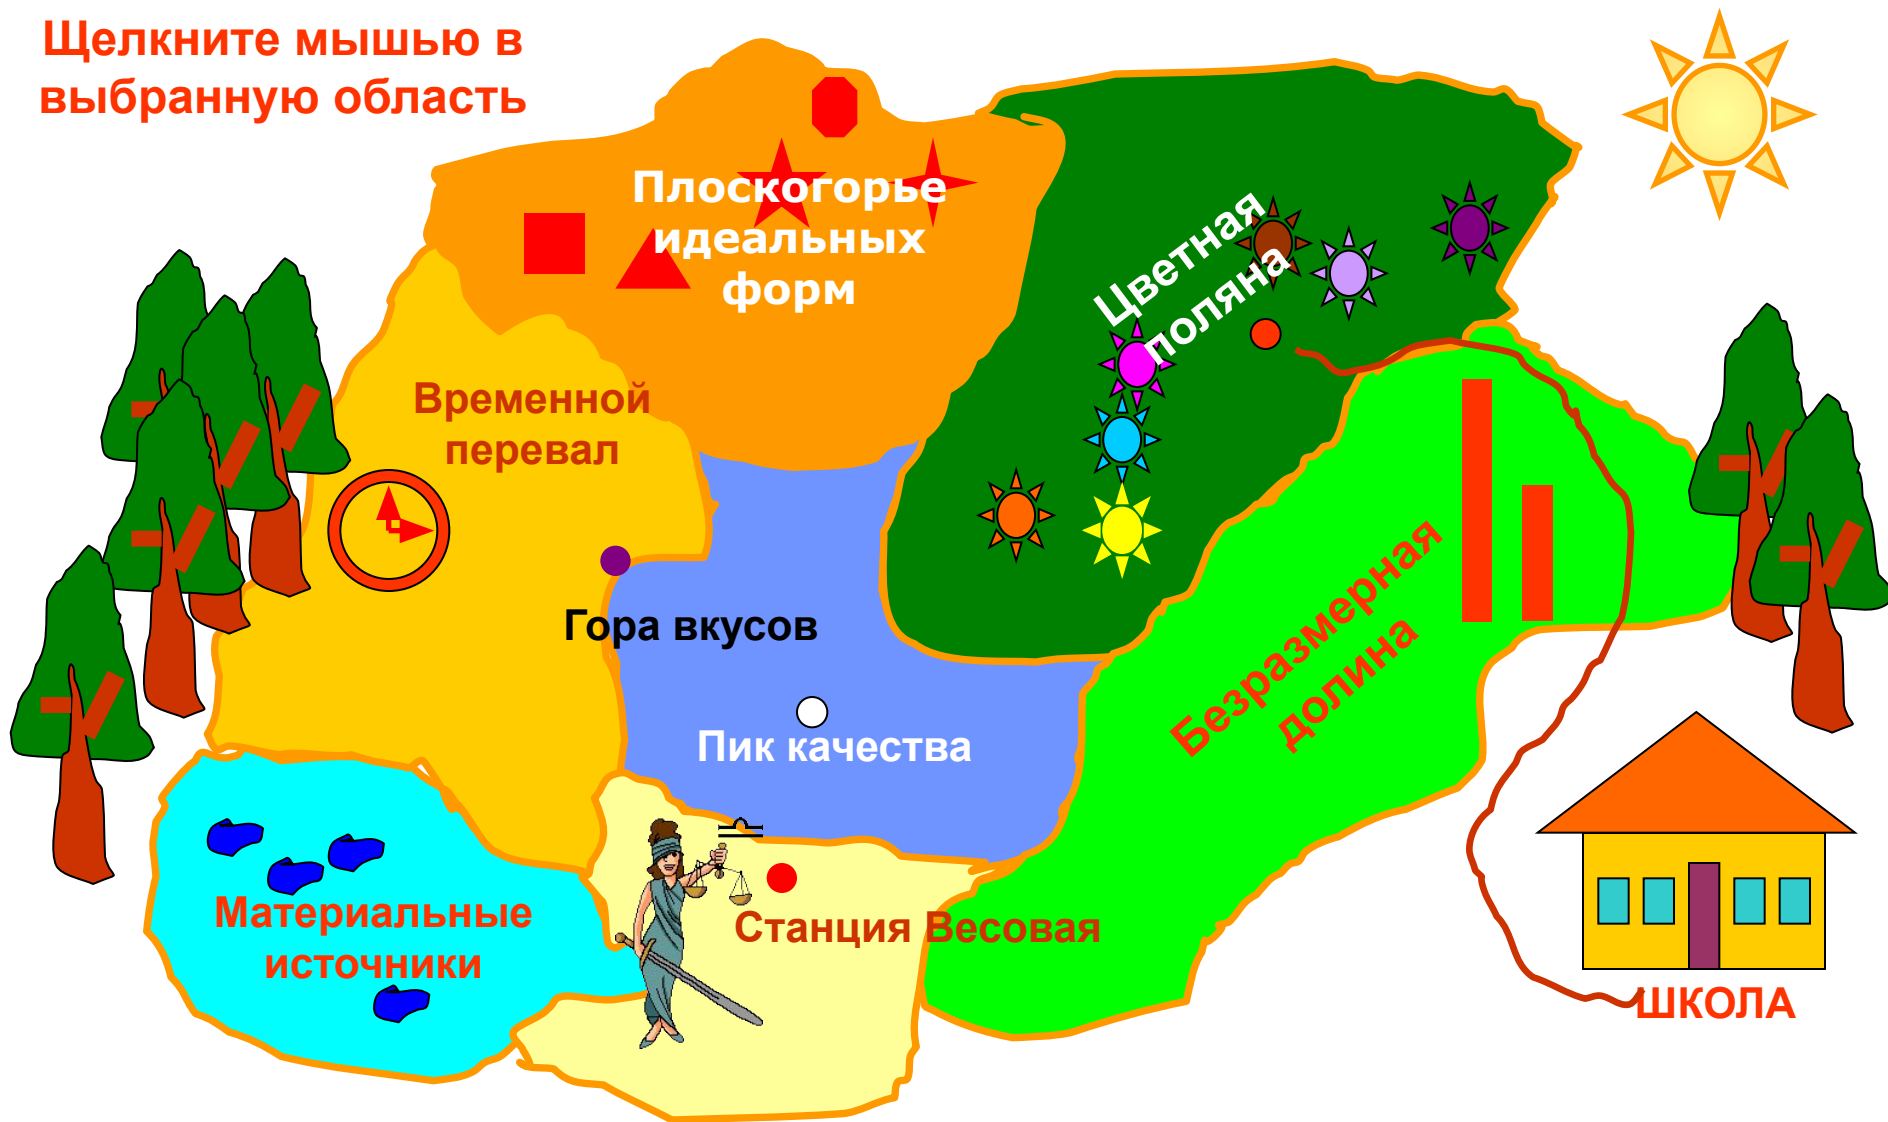 Щелкните мышью в
выбранную область
Плоскогорье
идеальных
форм
Цветная
поляна
Временной
перевал
Гора вкусов
Пик качества
Безразмерная
долина
Материальные
источники
Станция Весовая
ШКОЛА